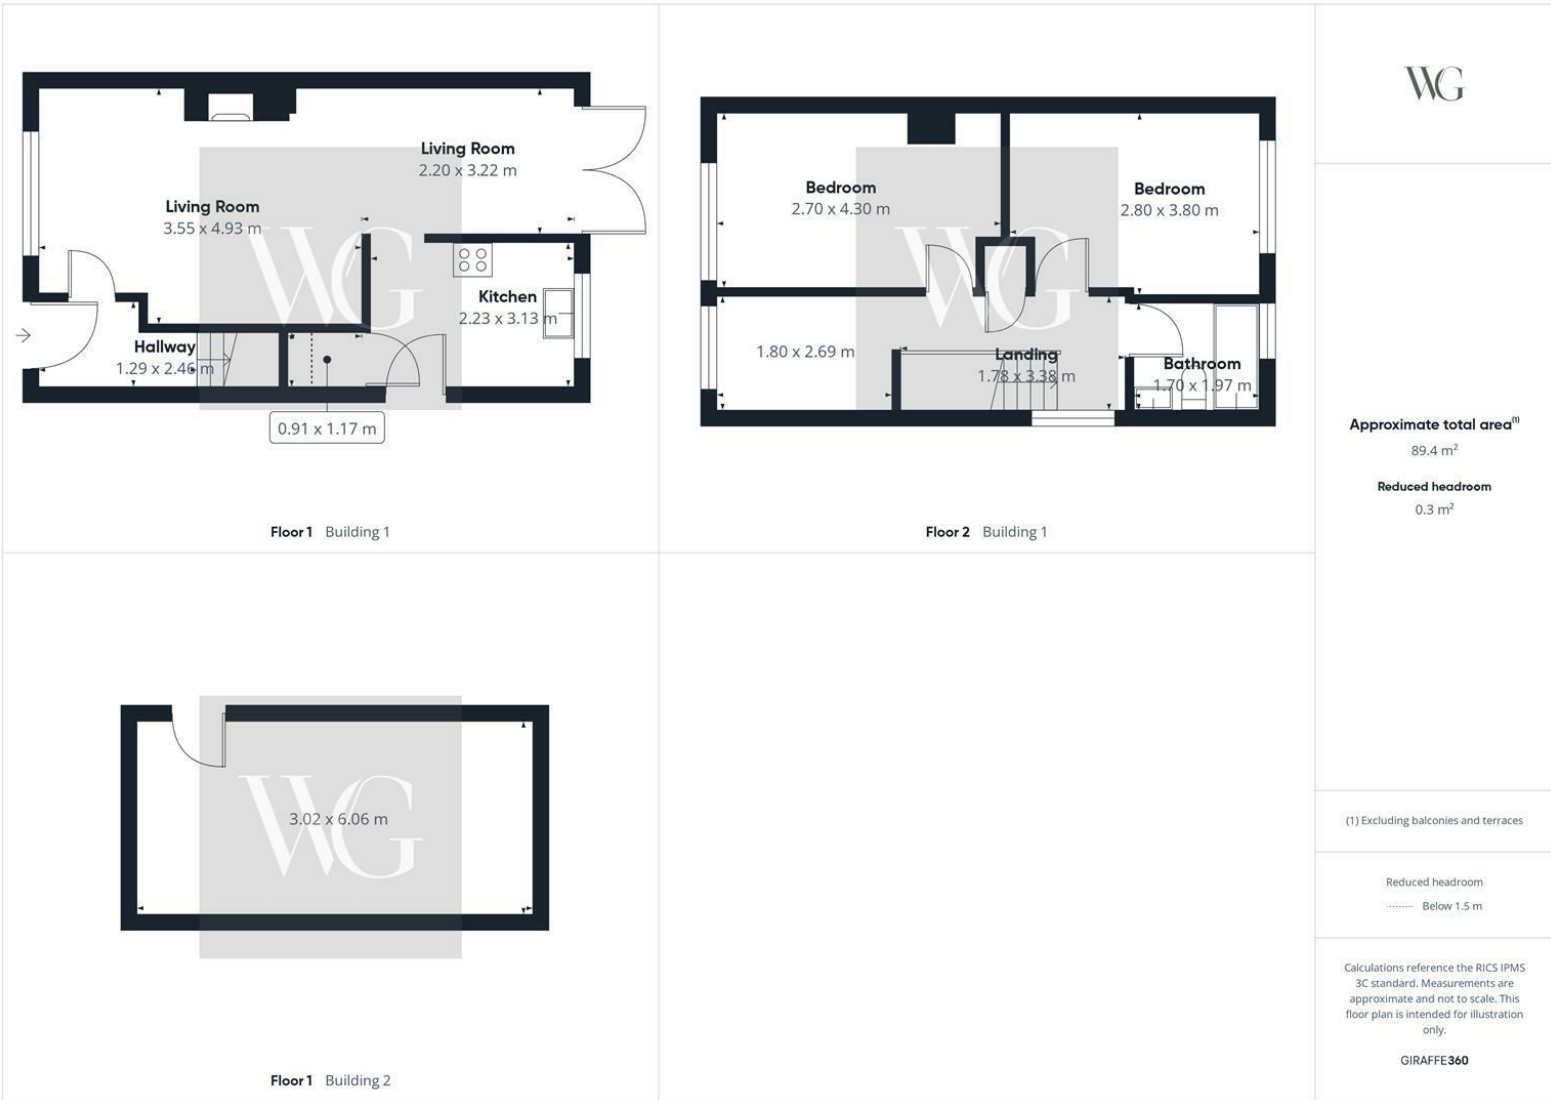 Living Room
2.20 x 3.22 m
Living Room
3.55 x 4.93 m
Kitchen
2.23 x 3.13 m
Hallway
1.29 x 2.46 m
0.91 x 1.17 m
WG
Floor 1 Building 1
Bedroom
2.70 x 4.30 m
Bedroom
2.80 x 3.80 m
1.80 x 2.69 m
Landing
1.78 x 3.38 m
Bathroom
1.70 x 1.97 m
WG
Floor 2 Building 1
3.02 x 6.06 m
WG
Floor 1 Building 2
WG
Approximate total area(1)
89.4 m²
Reduced headroom
0.3 m²
(1) Excluding balconies and terraces
Reduced headroom
Below 1.5 m
Calculations reference the RICS IPMS
3C standard. Measurements are
approximate and not to scale. This
floor plan is intended for illustration
only.
GIRAFFE360